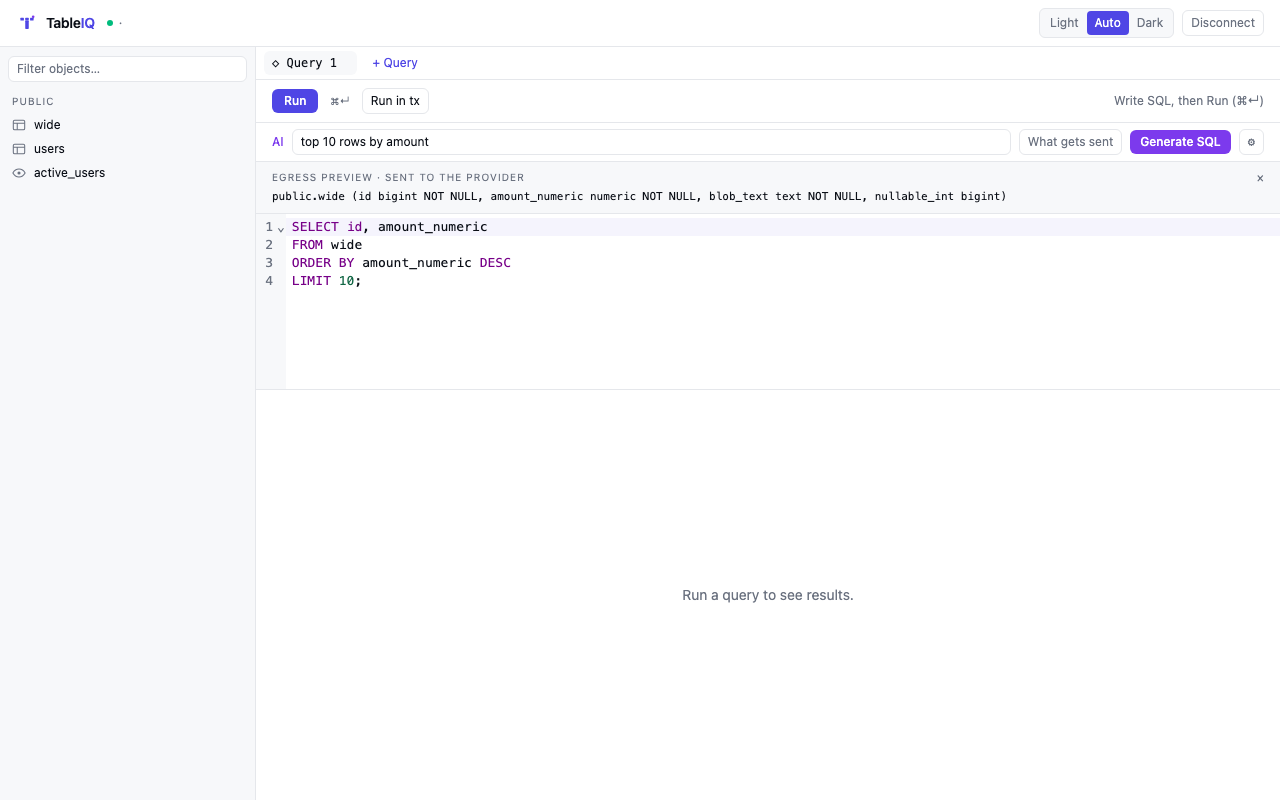 TableIQ ·
Light Auto Dark Disconnect
Filter objects...
PUBLIC
wide
users
active_users
◇ Query 1 + Query
Run ⌘↵ Run in tx Write SQL, then Run (⌘↵)
AI top 10 rows by amount What gets sent Generate SQL ⚙
EGRESS PREVIEW · SENT TO THE PROVIDER ×
public.wide (id bigint NOT NULL, amount_numeric numeric NOT NULL, blob_text text NOT NULL, nullable_int bigint)
1 SELECT id, amount_numeric
2 FROM wide
3 ORDER BY amount_numeric DESC
4 LIMIT 10;
Run a query to see results.